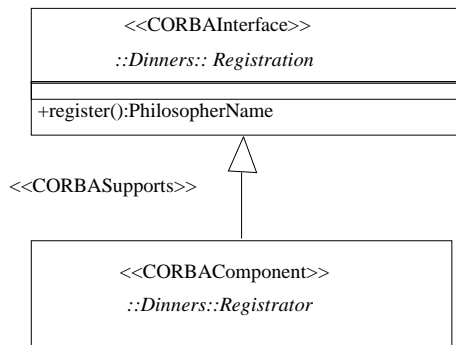 <<CORBAInterface>>
::Dinners:: Registration
+register():PhilosopherName
<<CORBASupports>>
<<CORBAComponent>>
::Dinners::Registrator